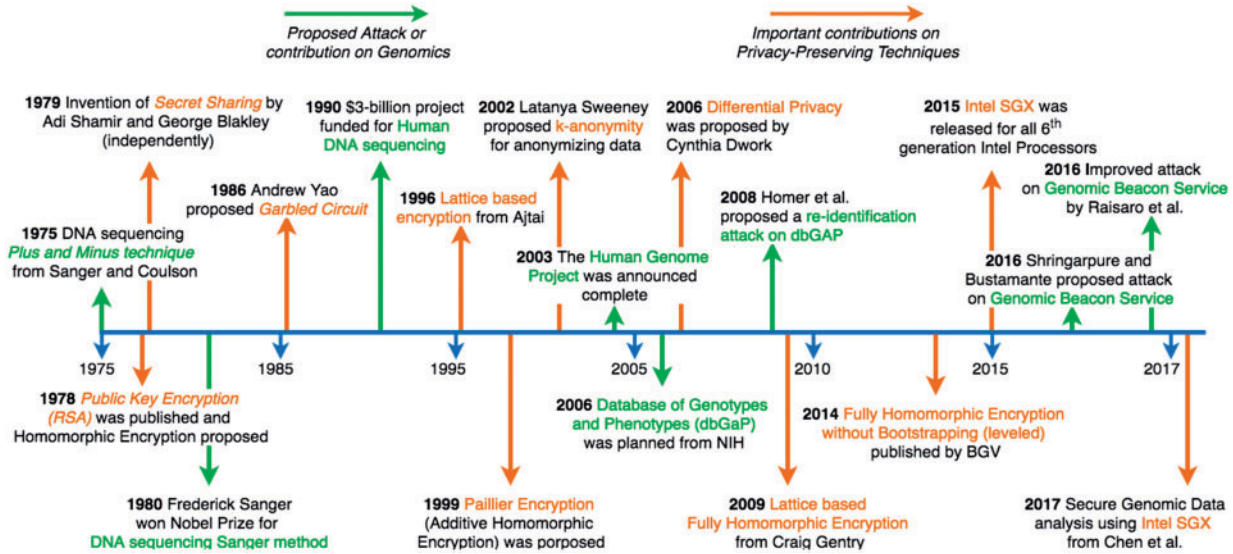 Proposed Attack or
contribution on Genomics
Important contributions on
Privacy-Preserving Techniques
1979 Invention of Secret Sharing by
Adi Shamir and George Blakley
(independently)
1990 $3-billion project
funded for Human
DNA sequencing
2002 Latanya Sweeney
proposed k-anonymity
for anonymizing data
2006 Differential Privacy
was proposed by
Cynthia Dwork
2015 Intel SGX was
released for all 6th
generation Intel Processors
2016 Improved attack
on Genomic Beacon Service
by Raisaro et al.
1986 Andrew Yao
proposed Garbled Circuit
1996 Lattice based
encryption from Ajtai
2008 Homer et al.
proposed a re-identification
attack on dbGAP
1975 DNA sequencing
Plus and Minus technique
from Sanger and Coulson
2003 The Human Genome
Project was announced
complete
2016 Shringarpure and
Bustamante proposed attack
on Genomic Beacon Service
1975
1985
1995
2005
2010
2015
2017
1978 Public Key Encryption
(RSA) was published and
Homomorphic Encryption proposed
2006 Database of Genotypes
and Phenotypes (dbGaP)
was planned from NIH
2014 Fully Homomorphic Encryption
without Bootstrapping (leveled)
published by BGV
1980 Frederick Sanger
won Nobel Prize for
DNA sequencing Sanger method
1999 Paillier Encryption
(Additive Homomorphic
Encryption) was porposed
2009 Lattice based
Fully Homomorphic Encryption
from Craig Gentry
2017 Secure Genomic Data
analysis using Intel SGX
from Chen et al.